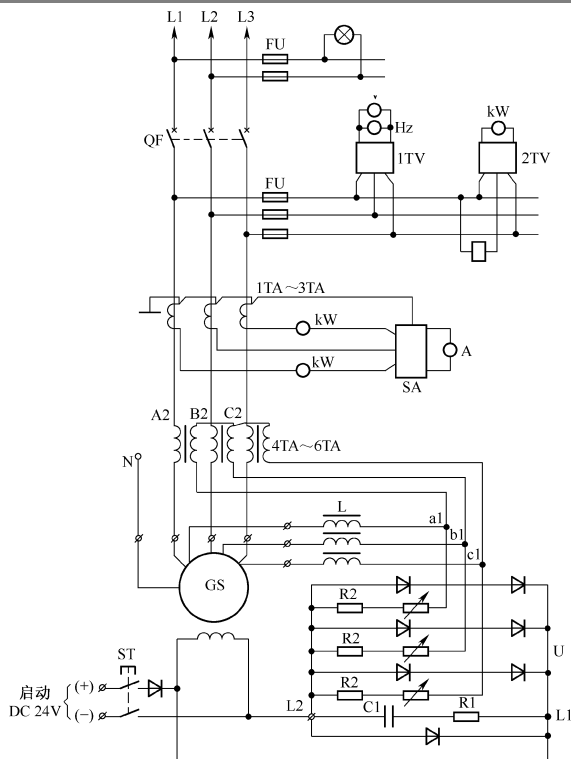 L1 L2 L3
FU
kW
Hz
QF
1TV 2TV
FU
1TA～3TA
kW
A
kW
SA
A2 B2 C2
4TA～6TA
N
L
a1
b1
c1
GS
R2
ST
R2
U
启动 (+)
DC 24V (−)
R2
L2 C1 R1 L1